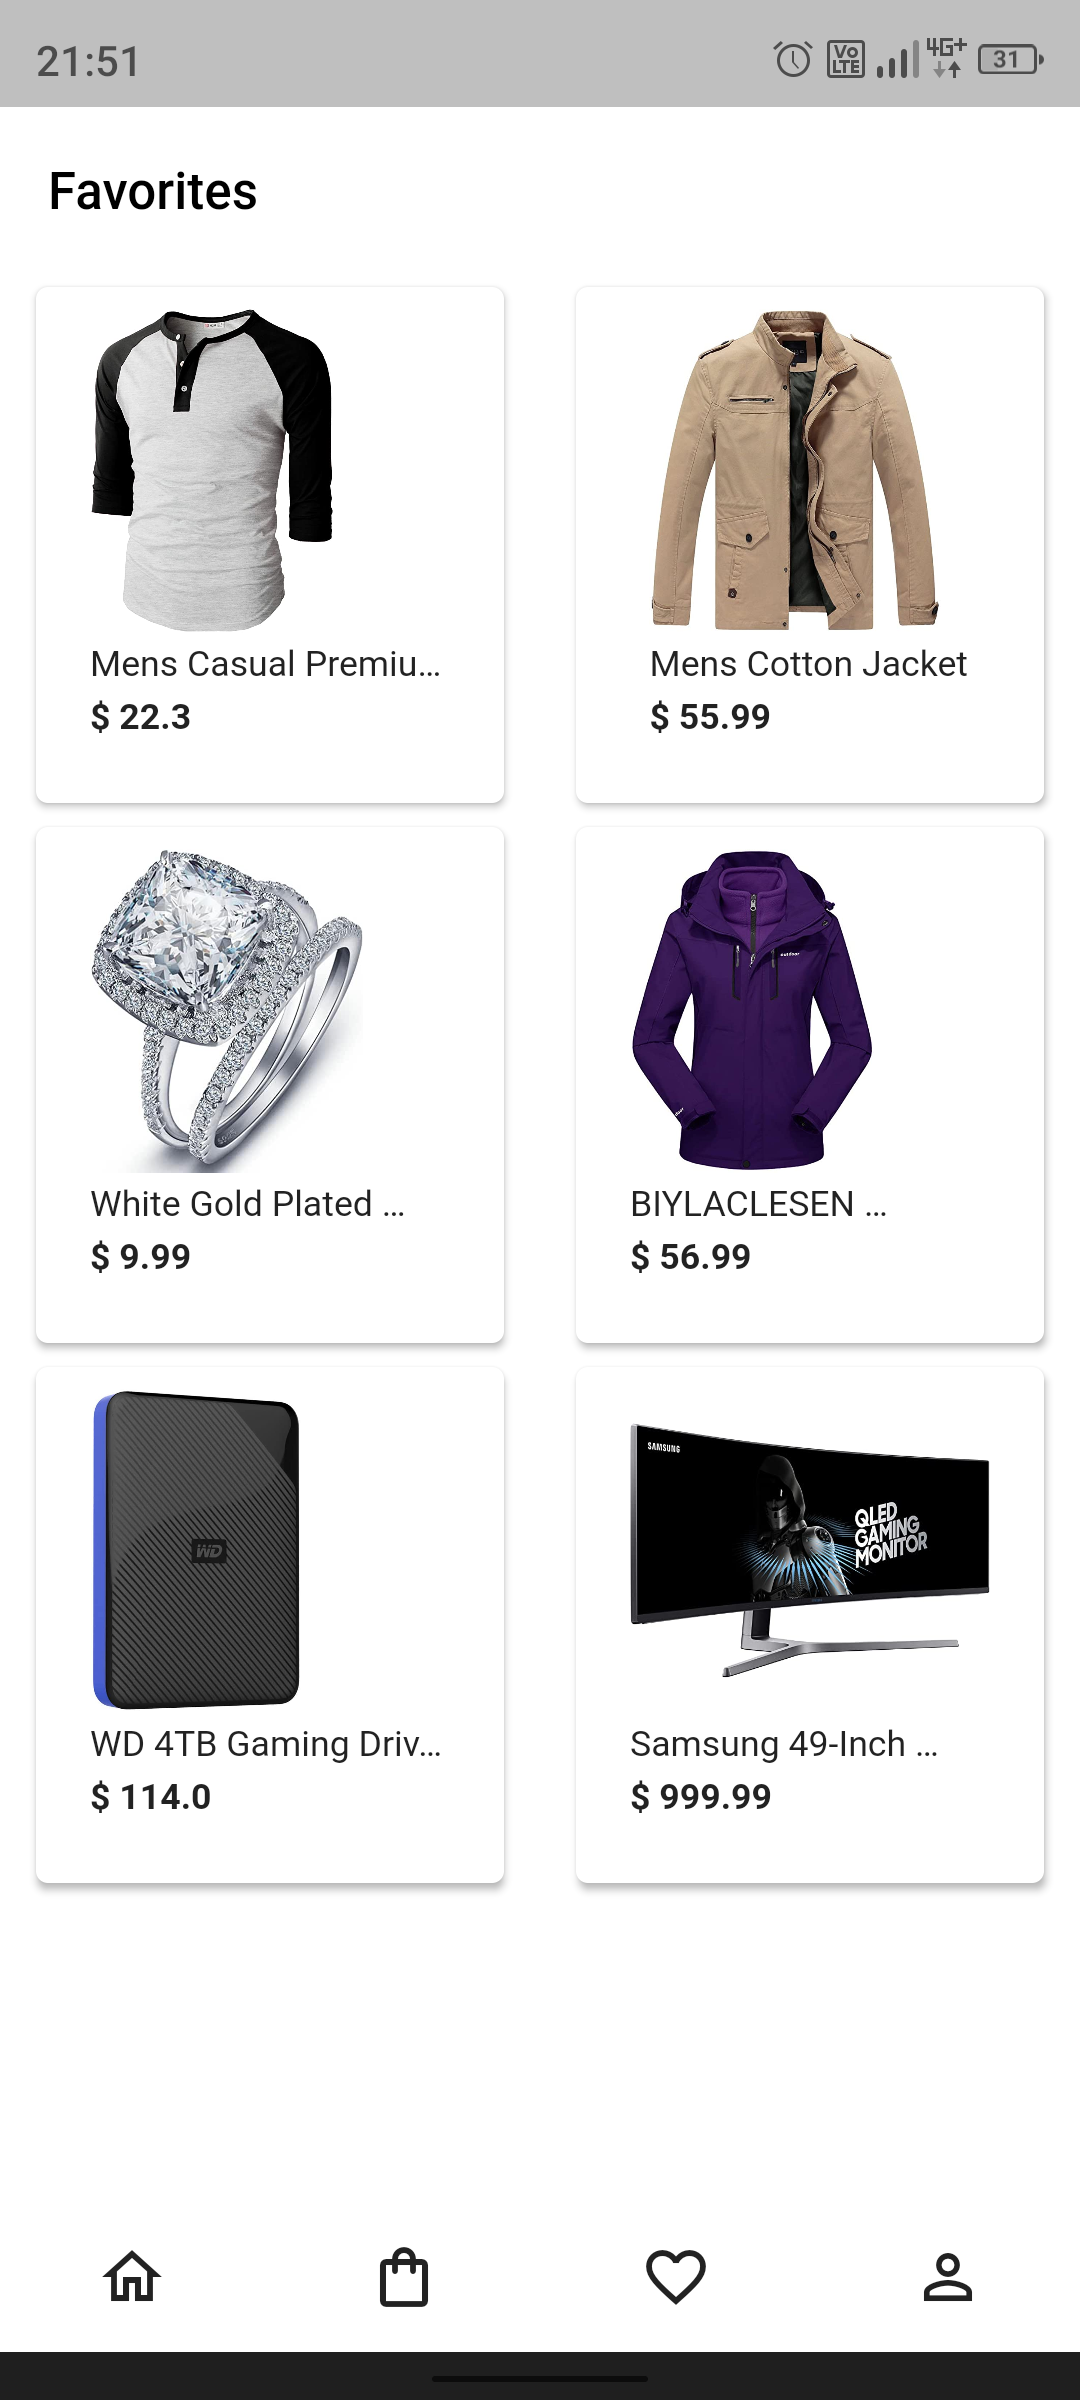 21:51
Vo
LTE
4G+
31
Favorites
Mens Casual Premiu...
$ 22.3
Mens Cotton Jacket
$ 55.99
outdoor
White Gold Plated ...
$ 9.99
BIYLACLESEN ...
$ 56.99
WD
SAMSUNG
QLED
GAMING
MONITOR
WD 4TB Gaming Driv...
$ 114.0
Samsung 49-Inch ...
$ 999.99